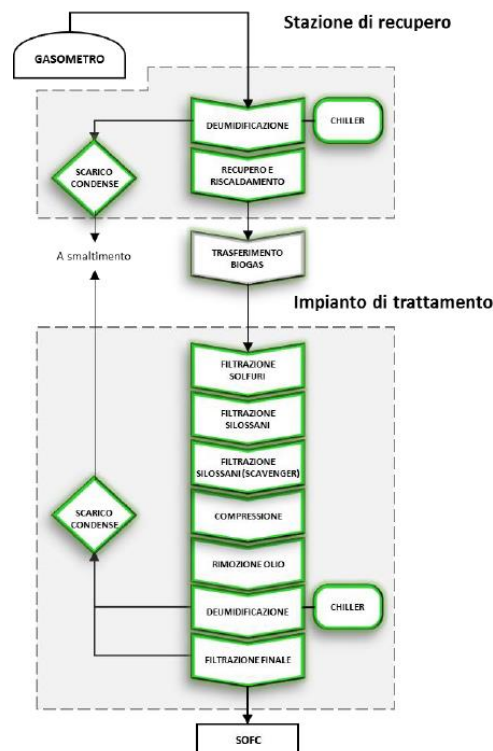 Stazione di recupero
GASOMETRO
DEUMIDIFICAZIONE
CHILLER
SCARICO
CONDENSE
RECUPERO E
RISCALDAMENTO
A smaltimento
TRASFERIMENTO
BIOGAS
Impianto di trattamento
FILTRAZIONE
SOLFURI
FILTRAZIONE
SILOSSANI
FILTRAZIONE
SILOSSANI (SCAVENGER)
SCARICO
CONDENSE
COMPRESSIONE
RIMOZIONE OLIO
DEUMIDIFICAZIONE
CHILLER
FILTRAZIONE FINALE
SOFC